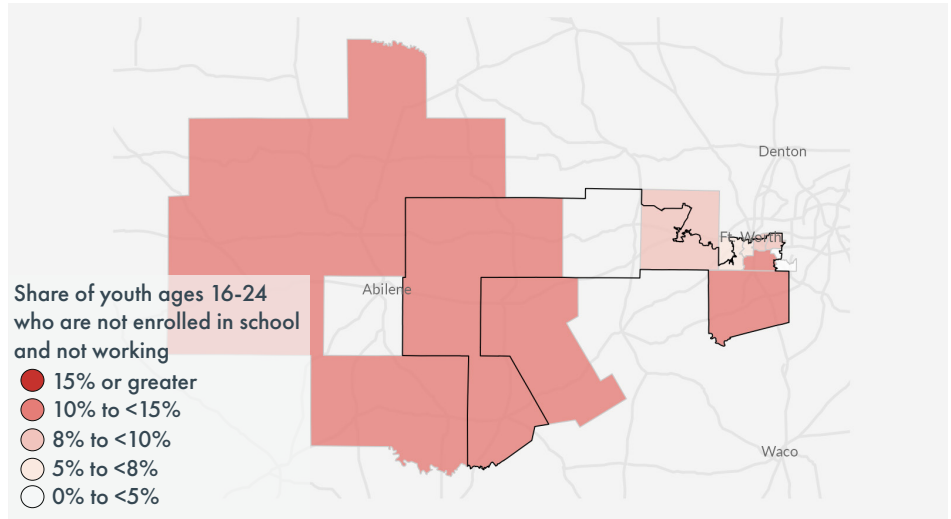 Denton
Ft. Worth
Abilene
Share of youth ages 16-24
who are not enrolled in school
and not working
15% or greater
10% to <15%
8% to <10%
5% to <8%
0% to <5%
Waco